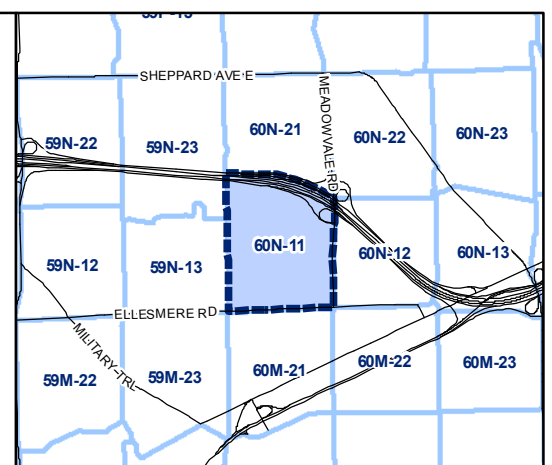 SHEPPARD AVE E
MEADOWVALE RD
59N-22
59N-23
60N-21
60N-22
60N-23
59N-12
59N-13
60N-11
60N-12
60N-13
ELLESMERE RD
MILITARY TRL
59M-22
59M-23
60M-21
60M-22
60M-23